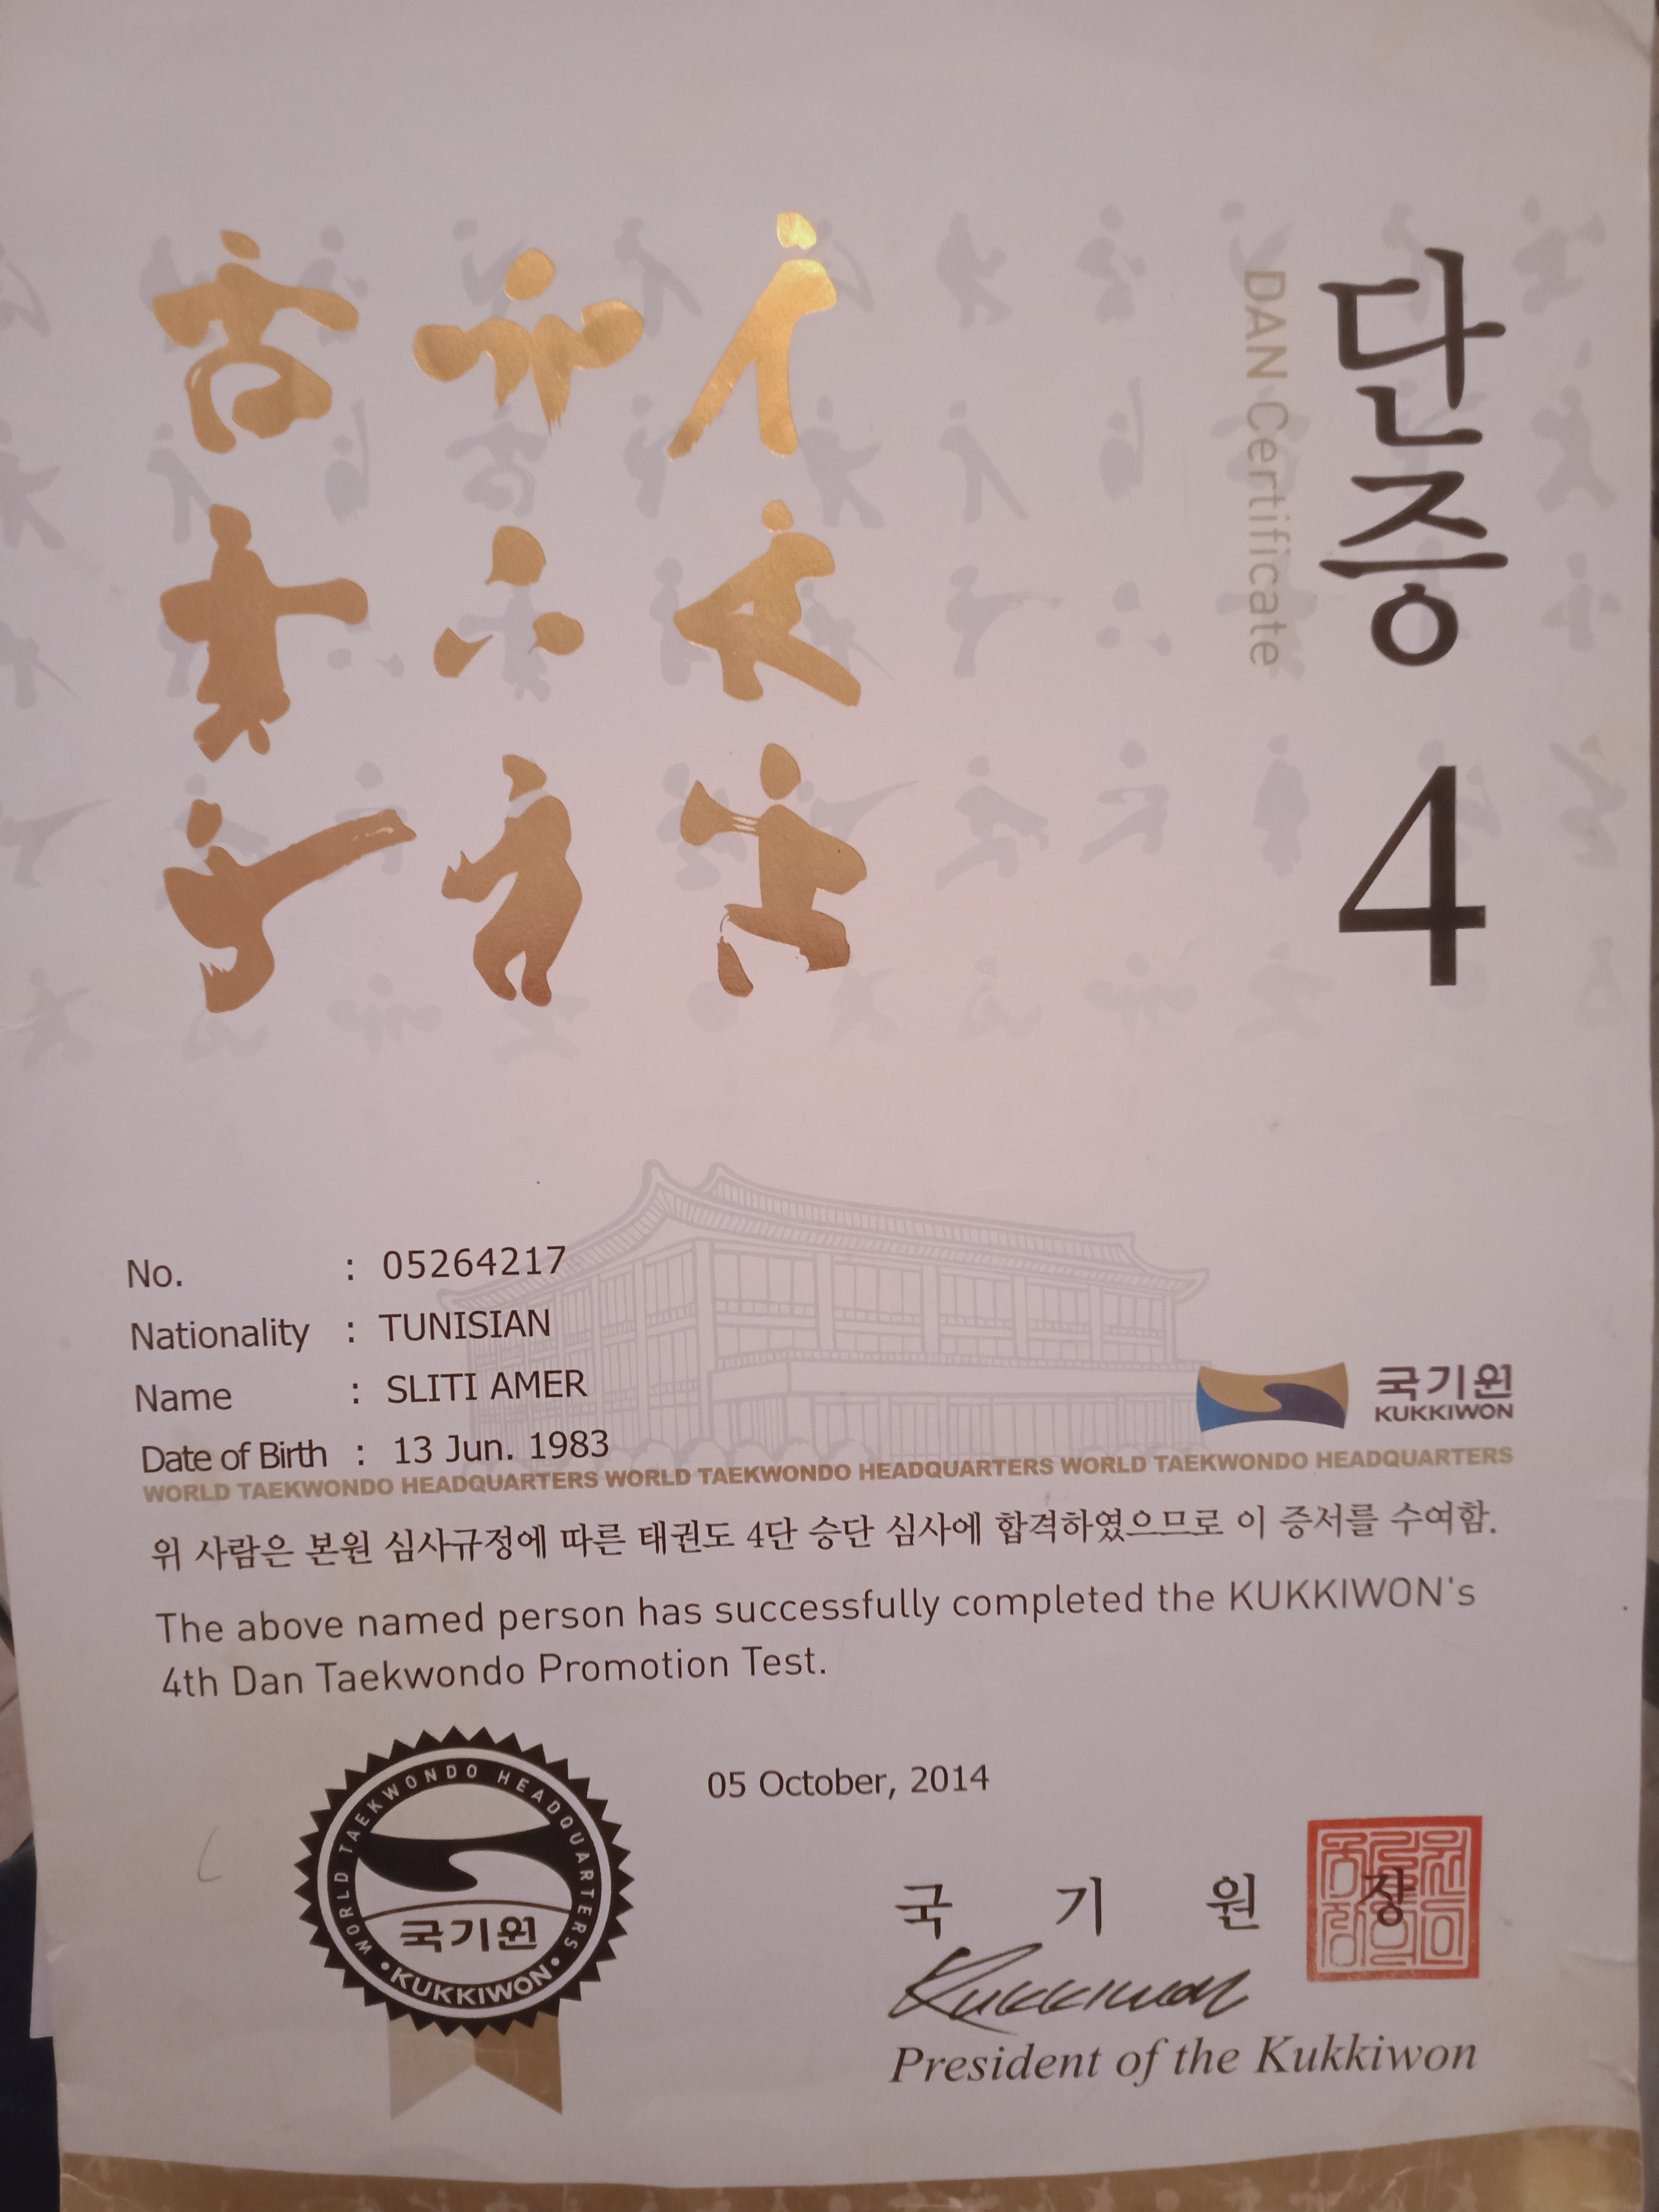 단증 4
DAN Certificate
No. : 05264217
Nationality : TUNISIAN
Name : SLITI AMER
Date of Birth : 13 Jun. 1983
국기원
KUKKIWON
WORLD TAEKWONDO HEADQUARTERS WORLD TAEKWONDO HEADQUARTERS WORLD TAEKWONDO HEADQUARTERS
위 사람은 본원 심사규정에 따른 태권도 4단 승단 심사에 합격하였으므로 이 증서를 수여함.
The above named person has successfully completed the KUKKIWON's
4th Dan Taekwondo Promotion Test.
05 October, 2014
WORLD TAEKWONDO HEADQUARTERS
국기원
• KUKKIWON •
국 기 원 장
Kukkiwon
President of the Kukkiwon